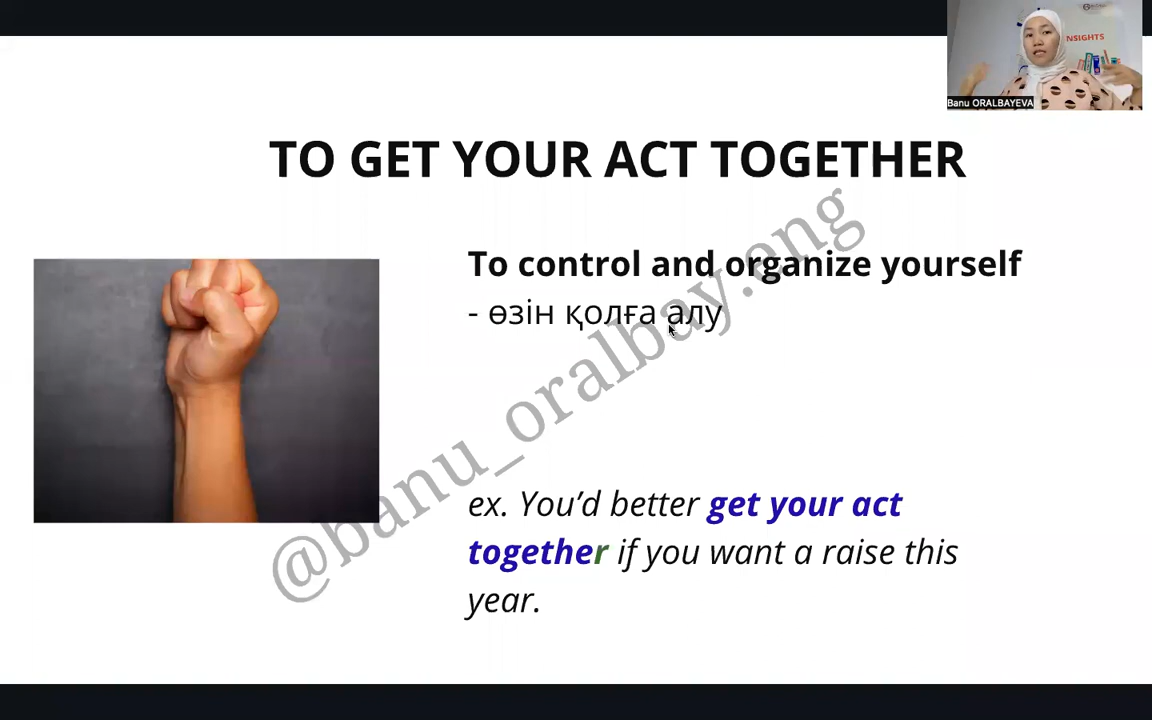 NSIGHTS
Banu ORALBAYEVA
TO GET YOUR ACT TOGETHER
To control and organize yourself
- өзін қолға алу
@banu_oralbay.eng
ex. You’d better get your act
together if you want a raise this
year.